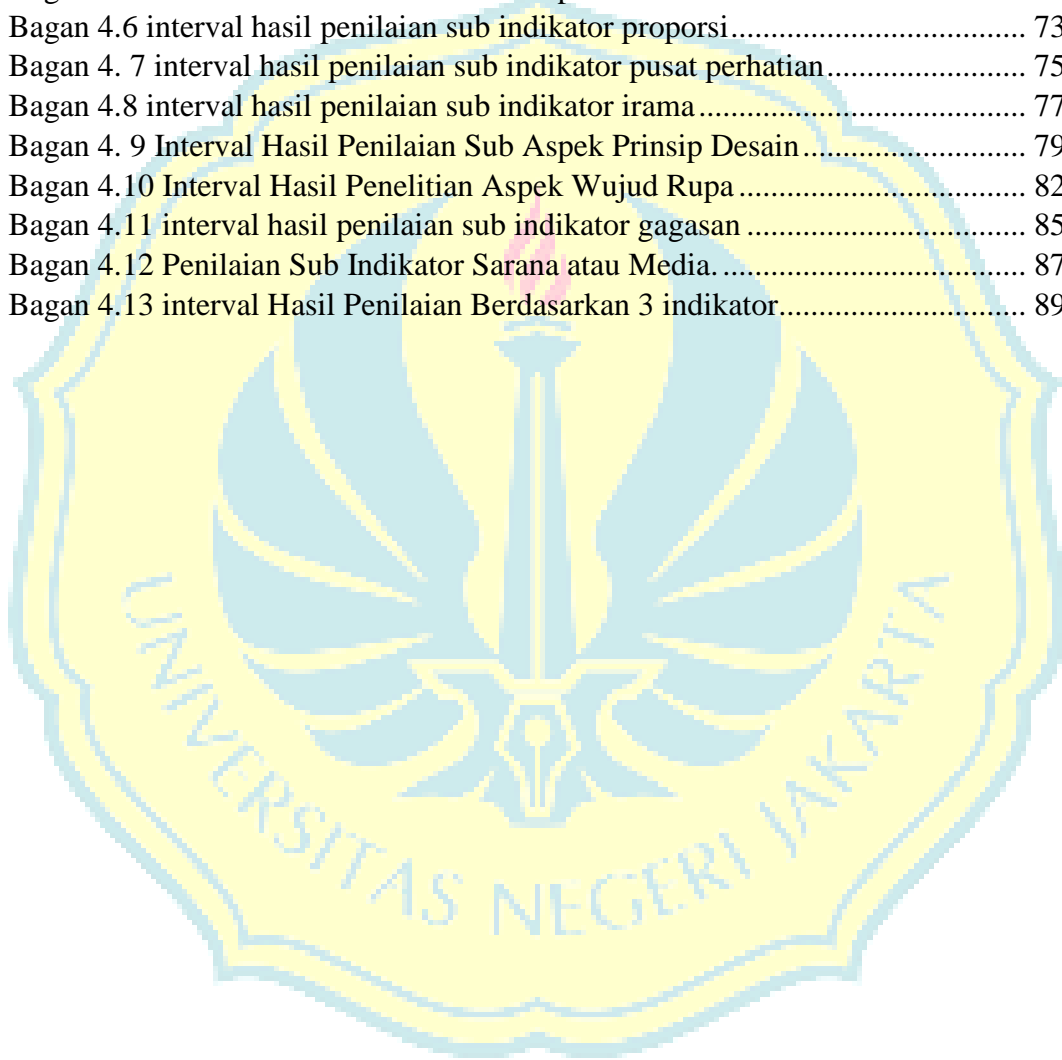 Bagan 4.6 interval hasil penilaian sub indikator proporsi............................... 73
Bagan 4. 7 interval hasil penilaian sub indikator pusat perhatian..................... 75
Bagan 4.8 interval hasil penilaian sub indikator irama................................... 77
Bagan 4. 9 Interval Hasil Penilaian Sub Aspek Prinsip Desain........................ 79
Bagan 4.10 Interval Hasil Penelitian Aspek Wujud Rupa............................... 82
Bagan 4.11 interval hasil penilaian sub indikator gagasan.............................. 85
Bagan 4.12 Penilaian Sub Indikator Sarana atau Media................................. 87
Bagan 4.13 interval Hasil Penilaian Berdasarkan 3 indikator.......................... 89
UNIVERSITAS NEGERI JAKARTA